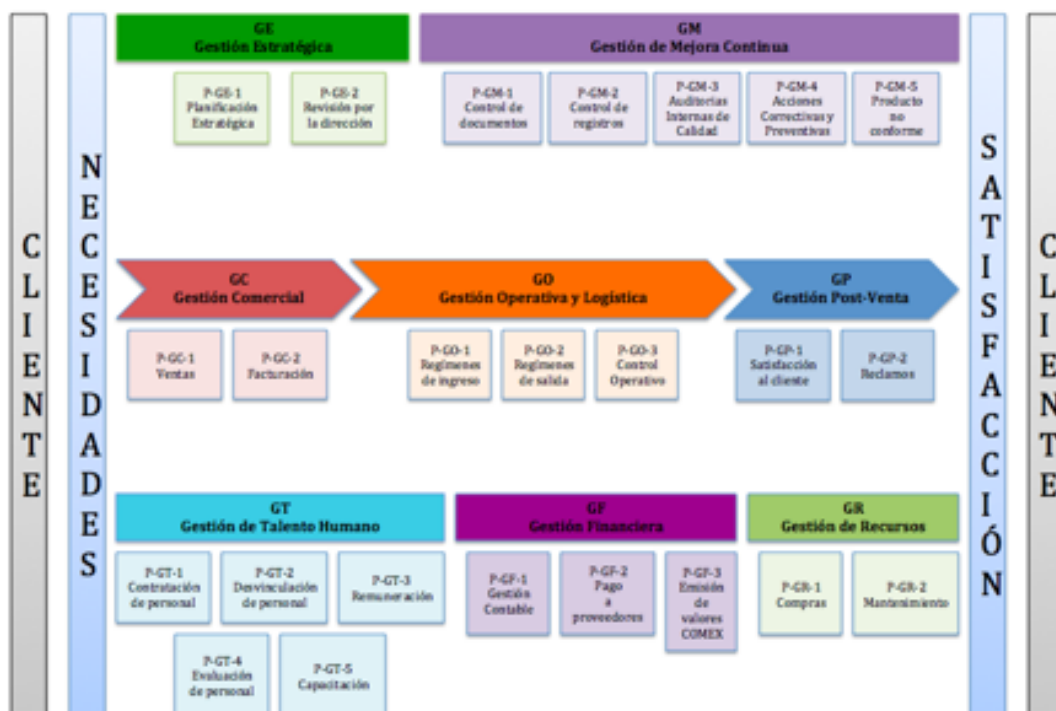 CLIENTE
NECESIDADES
GE
Gestión Estratégica
P-GE-1
Planificación
Estratégica
P-GE-2
Revisión por
la dirección
GM
Gestión de Mejora Continua
P-GM-1
Control de
documentos
P-GM-2
Control de
registros
P-GM-3
Auditorias
Internas de
Calidad
P-GM-4
Acciones
Correctivas y
Preventivas
P-GM-5
Producto
no
conforme
GC
Gestión Comercial
P-GC-1
Ventas
P-GC-2
Facturación
GO
Gestión Operativa y Logística
P-GO-1
Regímenes
de ingreso
P-GO-2
Regímenes
de salida
P-GO-3
Control
Operativo
GP
Gestión Post-Venta
P-GP-1
Satisfacción
al cliente
P-GP-2
Reclamos
GT
Gestión de Talento Humano
P-GT-1
Contratación
de personal
P-GT-2
Desvinculación
de personal
P-GT-3
Remuneración
P-GT-4
Evaluación
de personal
P-GT-5
Capacitación
GF
Gestión Financiera
P-GF-1
Gestión
Contable
P-GF-2
Pago
a
proveedores
P-GF-3
Emisión
de
valores
COMEX
GR
Gestión de Recursos
P-GR-1
Compras
P-GR-2
Mantenimiento
SATISFACCIÓN
CLIENTE